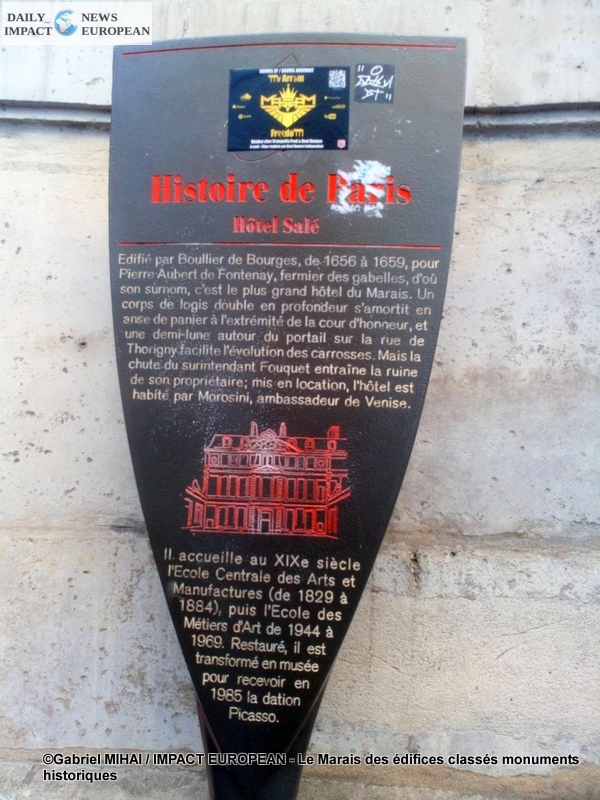 DAILY NEWS
IMPACT EUROPEAN
Mr Arram
MAZAM
FreedoM
Histoire de Paris
Hôtel Salé
Edifié par Boullier de Bourges, de 1656 à 1659, pour
Pierre Aubert de Fontenay, fermier des gabelles, d'où
son surnom, c'est le plus grand hôtel du Marais. Un
corps de logis double en profondeur s'amortit en
anse de panier à l'extrémité de la cour d'honneur, et
une demi-lune autour du portail sur la rue de
Thorigny facilite l'évolution des carrosses. Mais la
chute du surintendant Fouquet entraîne la ruine
de son propriétaire; mis en location, l'hôtel est
habité par Morosini, ambassadeur de Venise.
Il accueille au XIXe siècle
l'Ecole Centrale des Arts et
Manufactures (de 1829 à
1884), puis l'Ecole des
Métiers d'Art de 1944 à
1969. Restauré, il est
transformé en musée
pour recevoir en
1985 la dation
Picasso.
©Gabriel MIHAI / IMPACT EUROPEAN - Le Marais des édifices classés monuments
historiques